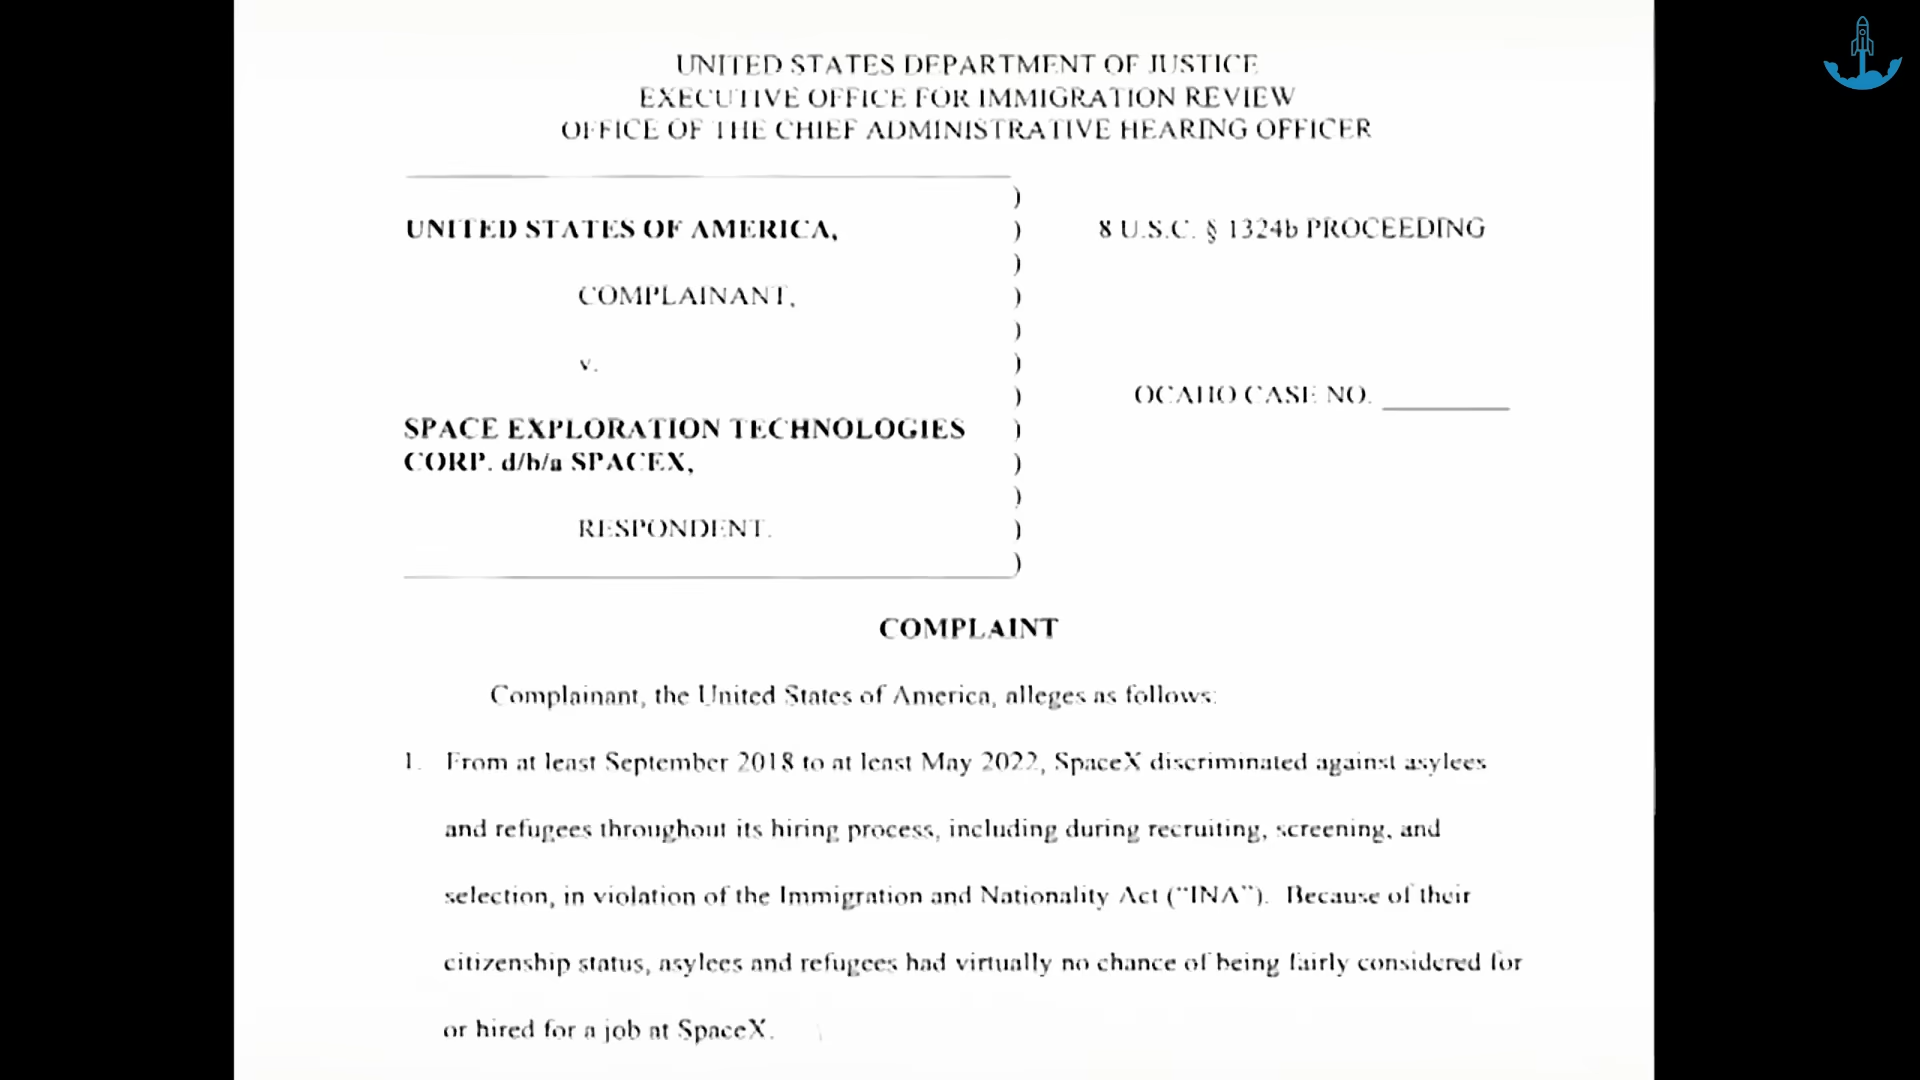 UNITED STATES DEPARTMENT OF JUSTICE
EXECUTIVE OFFICE FOR IMMIGRATION REVIEW
OFFICE OF THE CHIEF ADMINISTRATIVE HEARING OFFICER
)
UNITED STATES OF AMERICA, ) 8 U.S.C. § 1324b PROCEEDING
)
COMPLAINANT, )
)
v. )
) OCAHO CASE NO. __________
SPACE EXPLORATION TECHNOLOGIES )
CORP. d/b/a SPACEX, )
)
RESPONDENT. )
)
COMPLAINT
Complainant, the United States of America, alleges as follows:
1. From at least September 2018 to at least May 2022, SpaceX discriminated against asylees
and refugees throughout its hiring process, including during recruiting, screening, and
selection, in violation of the Immigration and Nationality Act (“INA”). Because of their
citizenship status, asylees and refugees had virtually no chance of being fairly considered for
or hired for a job at SpaceX.